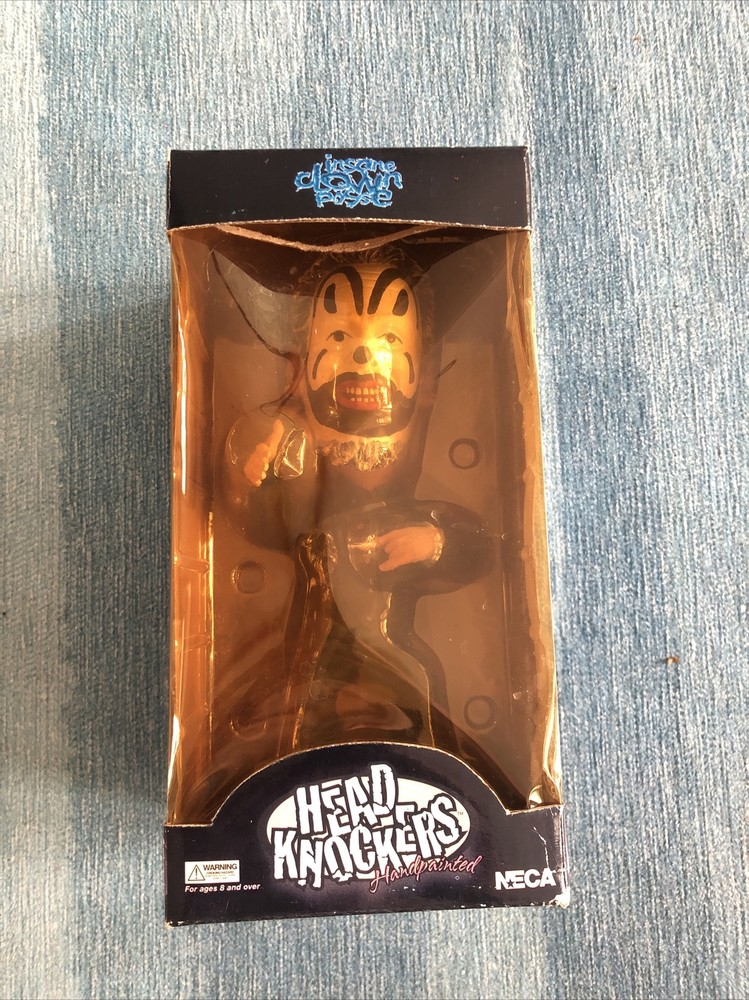 insane
clown
posse
HEAD
KNOCKERS
Handpainted
WARNING
For ages 8 and over
NECA